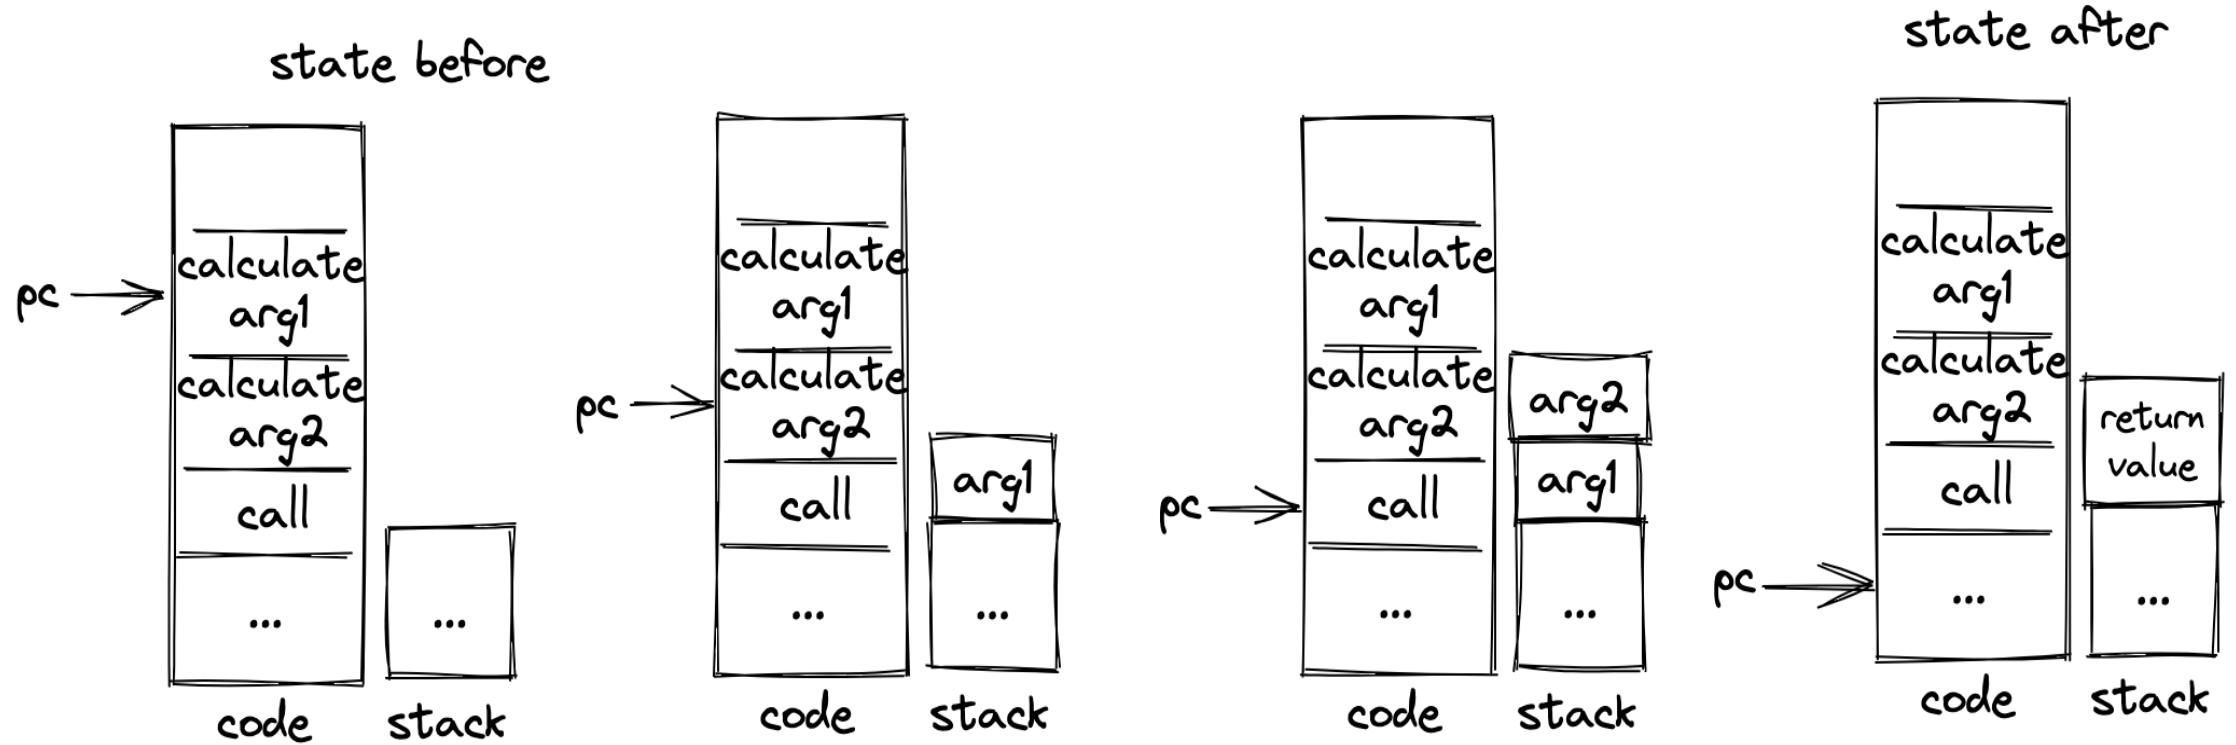 state before
pc
calculate
arg1
calculate
arg2
call
...
...
code
stack
pc
calculate
arg1
calculate
arg2
call
...
arg1
...
code
stack
pc
calculate
arg1
calculate
arg2
call
...
arg2
arg1
...
code
stack
state after
pc
calculate
arg1
calculate
arg2
call
...
return
value
...
code
stack